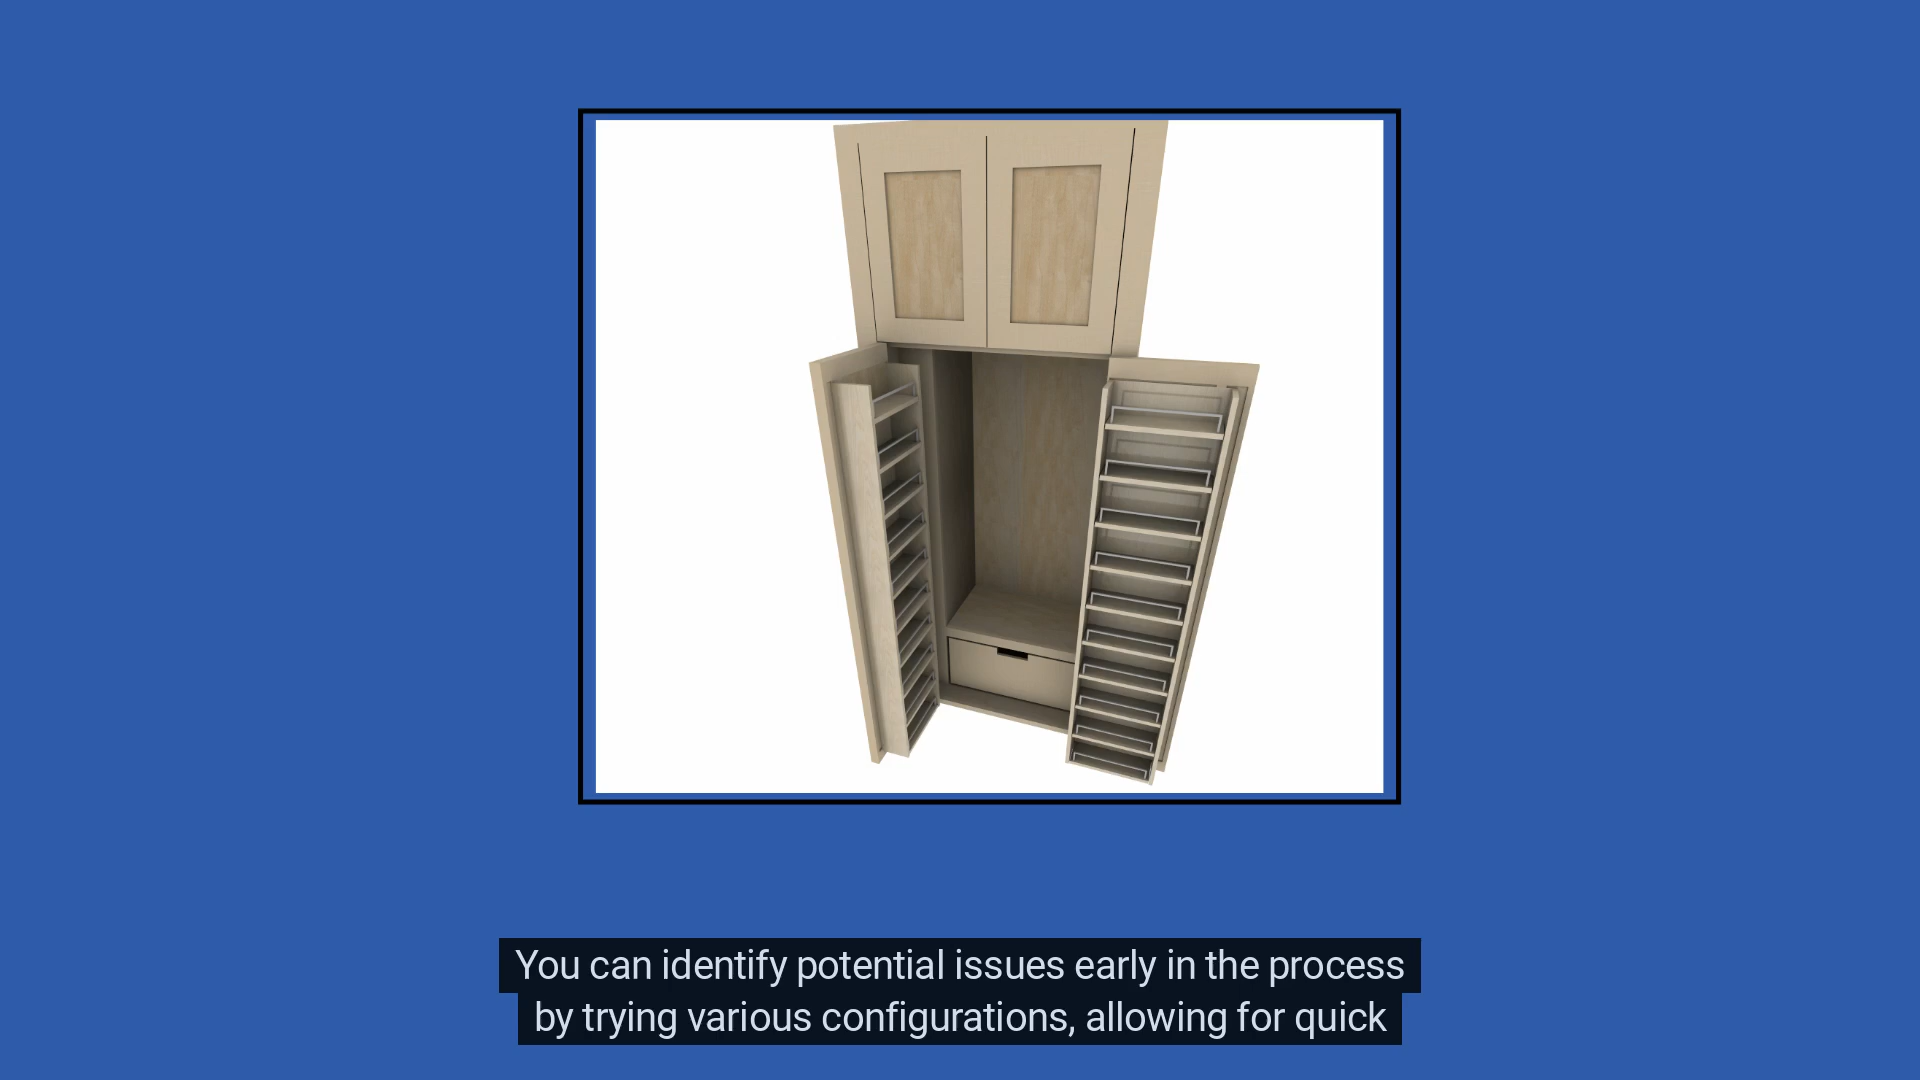 You can identify potential issues early in the process
by trying various configurations, allowing for quick